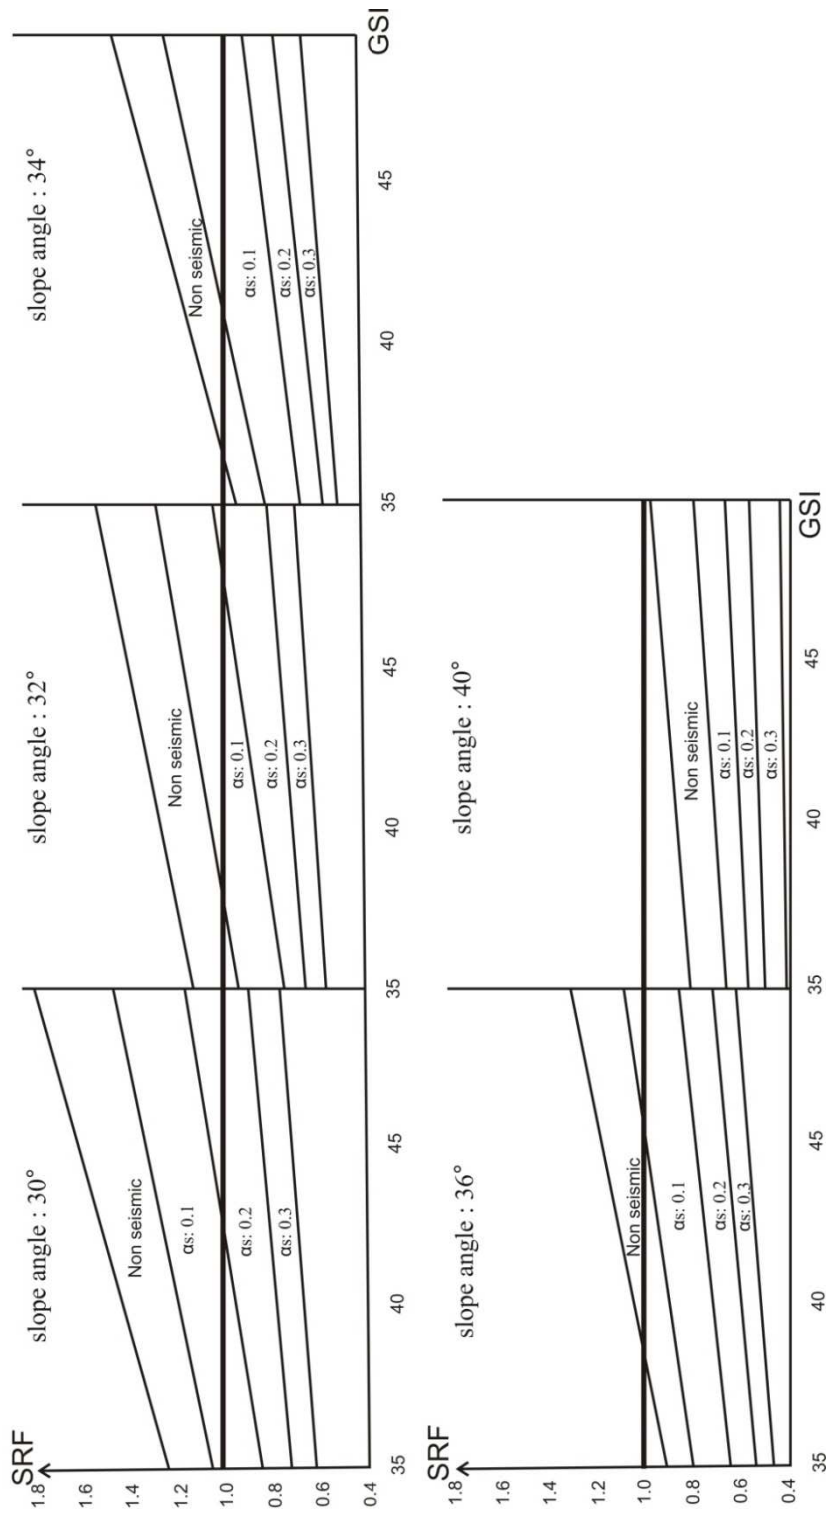 SRF
1.8
1.6
1.4
1.2
1.0
0.8
0.6
0.4
slope angle : 30°
Non seismic
αs: 0.1
αs: 0.2
αs: 0.3
35
40
45
slope angle : 32°
Non seismic
αs: 0.1
αs: 0.2
αs: 0.3
35
40
45
slope angle : 34°
Non seismic
αs: 0.1
αs: 0.2
αs: 0.3
35
40
45
GSI
SRF
1.8
1.6
1.4
1.2
1.0
0.8
0.6
0.4
slope angle : 36°
Non seismic
αs: 0.1
αs: 0.2
αs: 0.3
35
40
45
slope angle : 40°
Non seismic
αs: 0.1
αs: 0.2
αs: 0.3
35
40
45
GSI